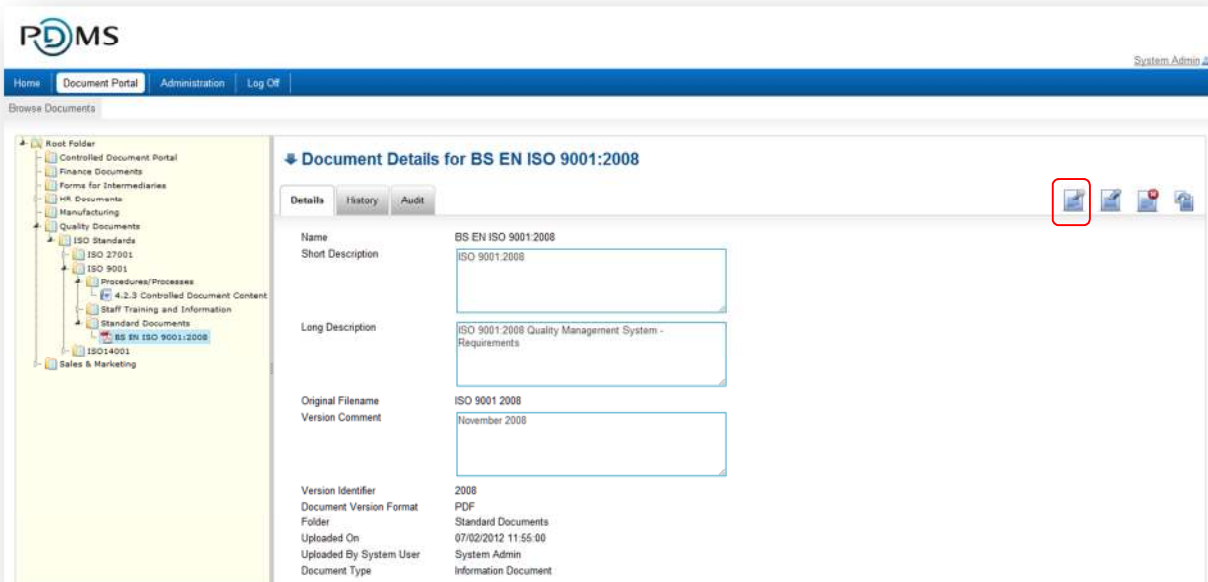 PDMS
System Admin
Home Document Portal Administration Log Off
Browse Documents
Root Folder
Controlled Document Portal
Finance Documents
Forms for Intermediaries
HR Documents
Manufacturing
Quality Documents
ISO Standards
ISO 27001
ISO 9001
Procedures/Processes
4.2.3 Controlled Document Content
Staff Training and Information
Standard Documents
BS EN ISO 9001:2008
ISO14001
Sales & Marketing
Document Details for BS EN ISO 9001:2008
Details History Audit
Name BS EN ISO 9001:2008
Short Description ISO 9001:2008
Long Description ISO 9001:2008 Quality Management System -
Requirements
Original Filename ISO 9001 2008
Version Comment November 2008
Version Identifier 2008
Document Version Format PDF
Folder Standard Documents
Uploaded On 07/02/2012 11:55:00
Uploaded By System User System Admin
Document Type Information Document